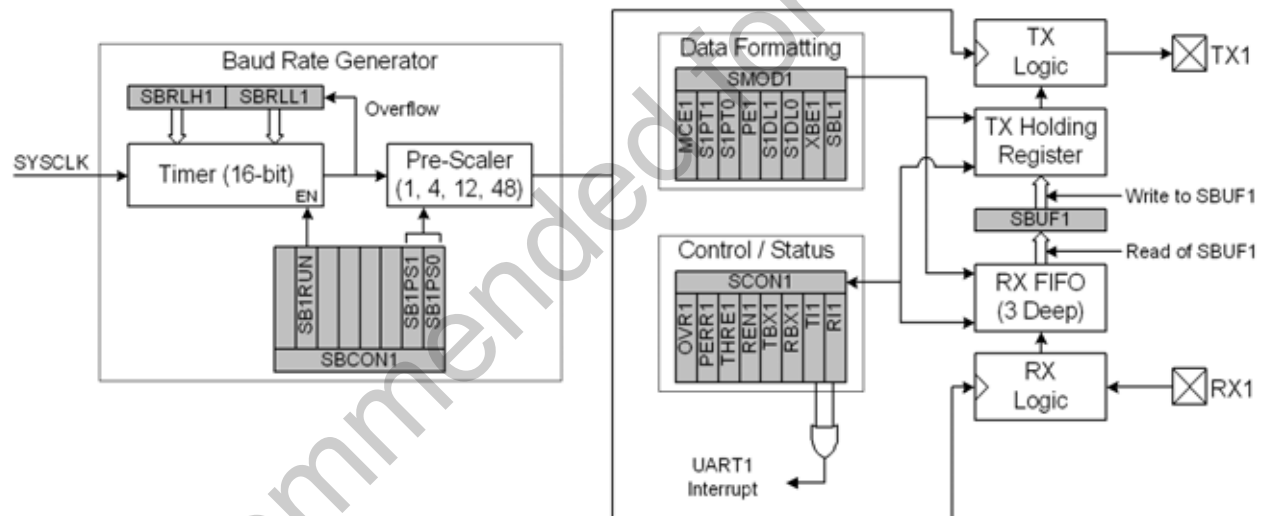 Baud Rate Generator
SBRLH1 SBRLL1
Overflow
SYSCLK
Timer (16-bit)
EN
Pre-Scaler
(1, 4, 12, 48)
SB1RUN
SB1PS1
SB1PS0
SBCON1
Data Formatting
SMOD1
MCE1
S1PT1
S1PT0
PE1
S1DL1
S1DL0
XBE1
SBL1
Control / Status
SCON1
OVR1
PERR1
THRE1
REN1
TBX1
RBX1
TI1
RI1
UART1
Interrupt
TX
Logic
TX1
TX Holding
Register
Write to SBUF1
SBUF1
Read of SBUF1
RX FIFO
(3 Deep)
RX
Logic
RX1